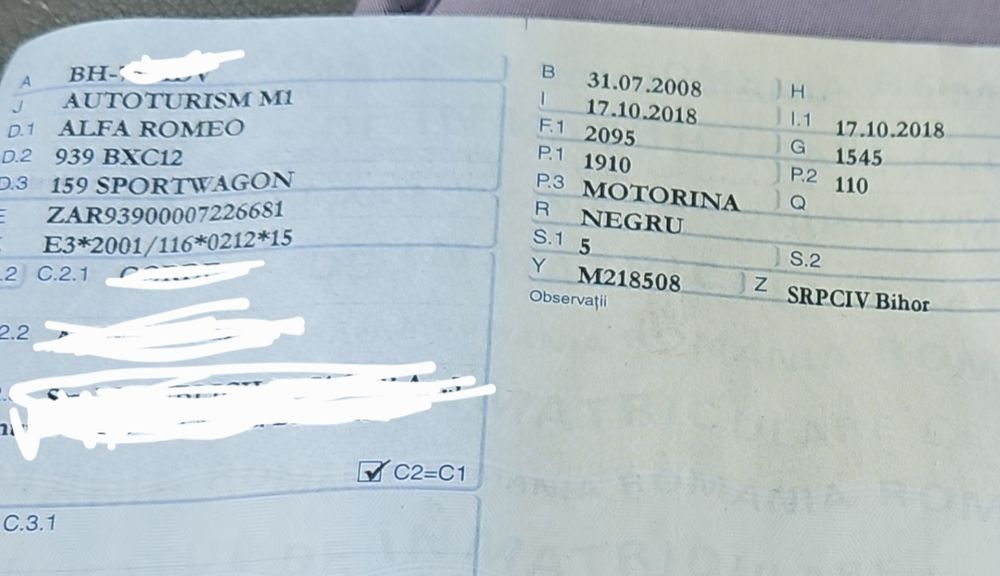 A BH-
J AUTOTURISM M1
D.1 ALFA ROMEO
D.2 939 BXC12
D.3 159 SPORTWAGON
E ZAR93900007226681
E3*2001/116*0212*15
.2 C.2.1
2.2
C2=C1
C.3.1
B 31.07.2008 H
I 17.10.2018 I.1 17.10.2018
F.1 2095 G 1545
P.1 1910 P.2 110
P.3 MOTORINA Q
R NEGRU
S.1 5 S.2
Y M218508 Z SRPCIV Bihor
Observații